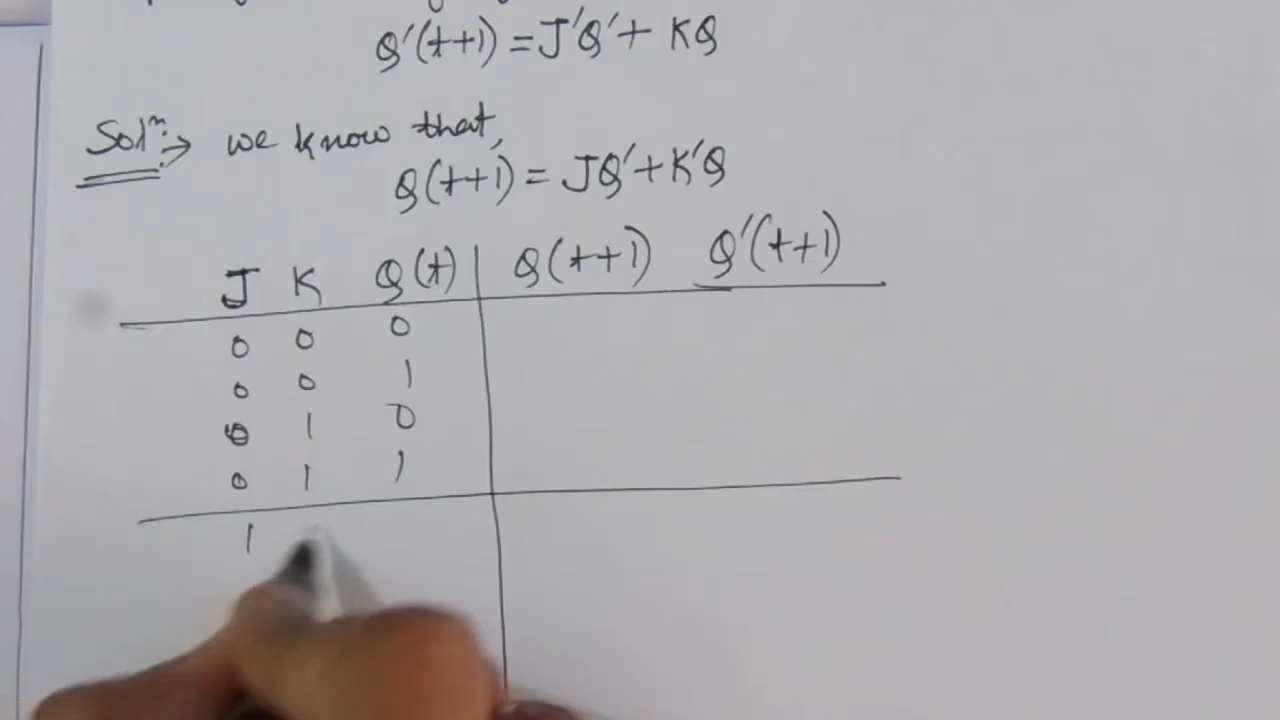 Q'(t+1) = J'Q' + KQ
Solⁿ:→ we know that,
Q(t+1) = JQ' + K'Q
J K Q(t) Q(t+1) Q'(t+1)
0 0 0
0 0 1
0 1 0
0 1 1
1